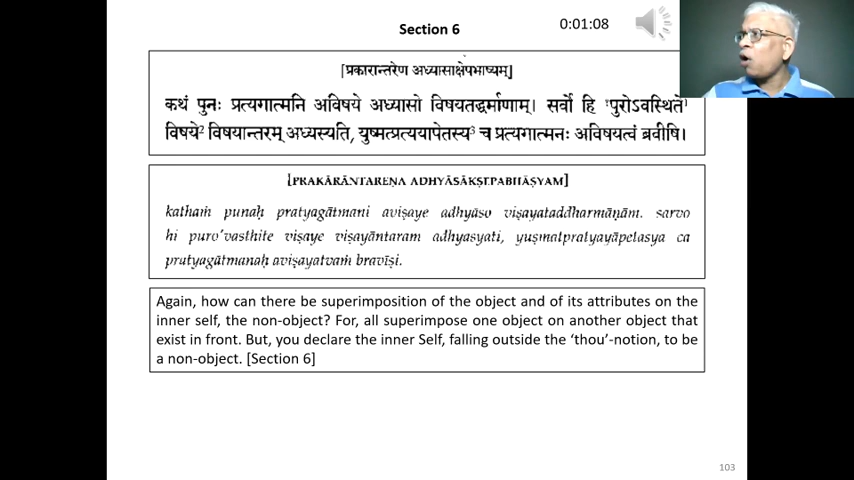 Section 6
0:01:08
[प्रकारान्तरेण अध्यासाक्षेपभाष्यम्]
कथं पुनः प्रत्यगात्मनि अविषये अध्यासो विषयतद्धर्माणाम्। सर्वो हि ¹पुरोऽवस्थिते¹
विषये² विषयान्तरम् अध्यस्यति, युष्मत्प्रत्ययापेतस्य³ च प्रत्यगात्मनः अविषयत्वं ब्रवीषि।
[PRAKĀRĀNTAREṆA ADHYĀSĀKṢEPABHĀṢYAM]
kathaṁ punaḥ pratyagātmani aviṣaye adhyāso viṣayataddharmāṇām. sarvo
hi puro'vasthite viṣaye viṣayāntaram adhyasyati, yuṣmatpratyayāpetasya ca
pratyagātmanaḥ aviṣayatvaṁ bravīṣi.
Again, how can there be superimposition of the object and of its attributes on the
inner self, the non-object? For, all superimpose one object on another object that
exist in front. But, you declare the inner Self, falling outside the ‘thou’-notion, to be
a non-object. [Section 6]
103